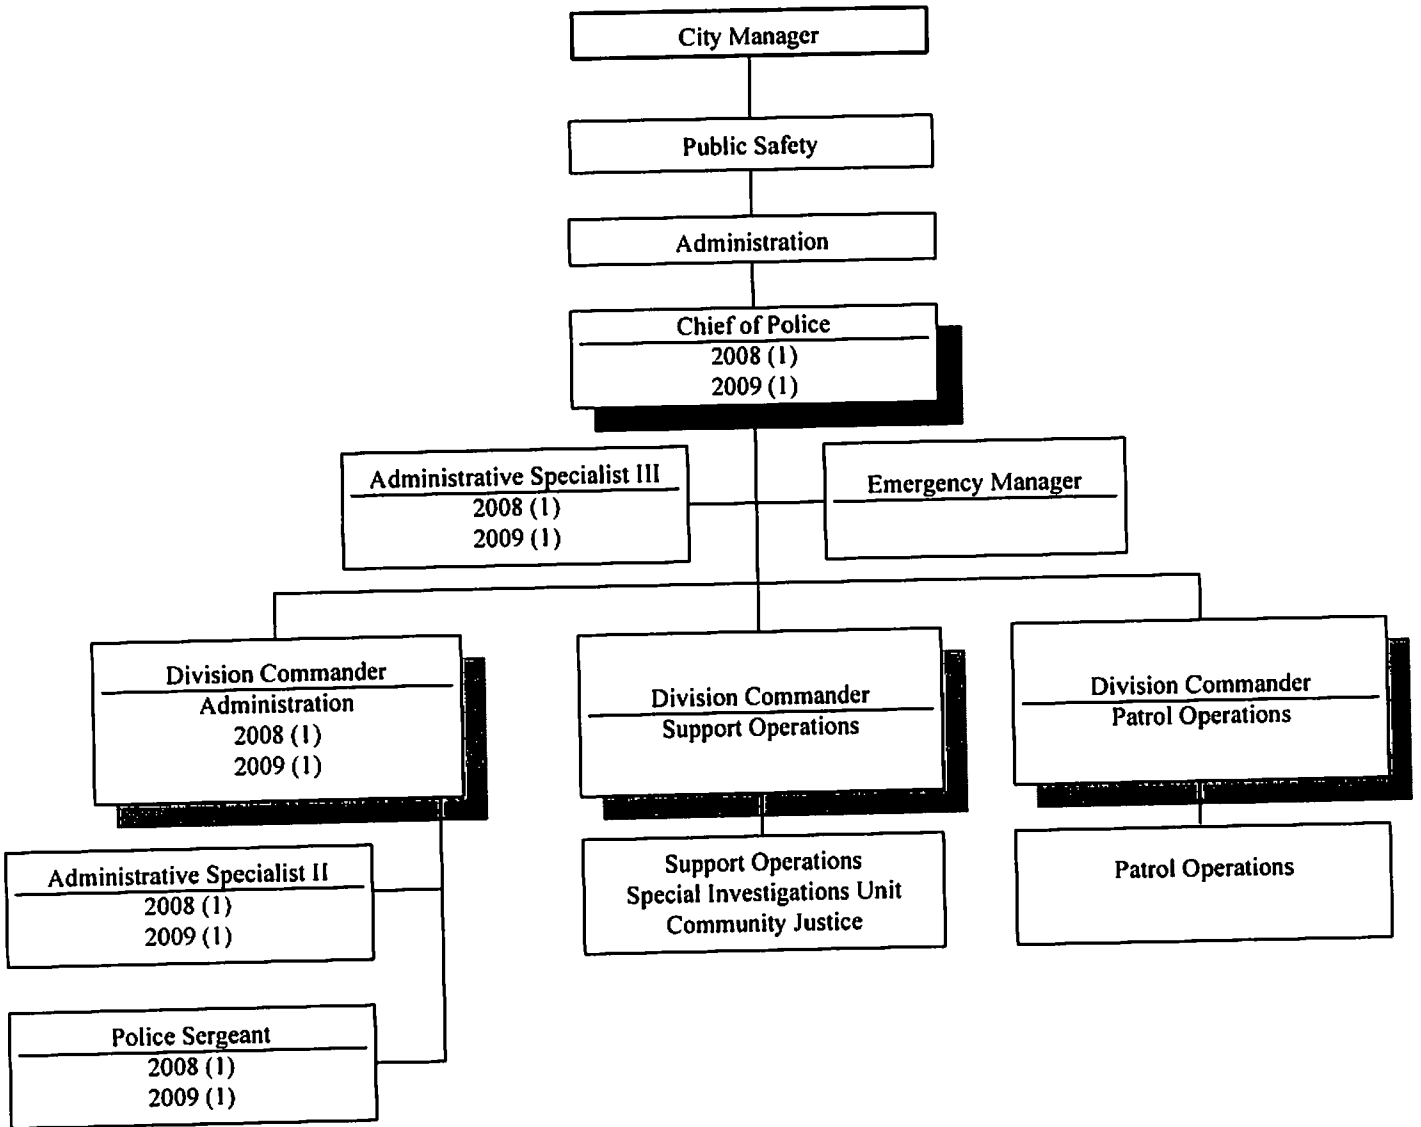 City Manager
Public Safety
Administration
Chief of Police
2008 (1)
2009 (1)
Administrative Specialist III
2008 (1)
2009 (1)
Emergency Manager
Division Commander
Administration
2008 (1)
2009 (1)
Division Commander
Support Operations
Division Commander
Patrol Operations
Administrative Specialist II
2008 (1)
2009 (1)
Support Operations
Special Investigations Unit
Community Justice
Patrol Operations
Police Sergeant
2008 (1)
2009 (1)